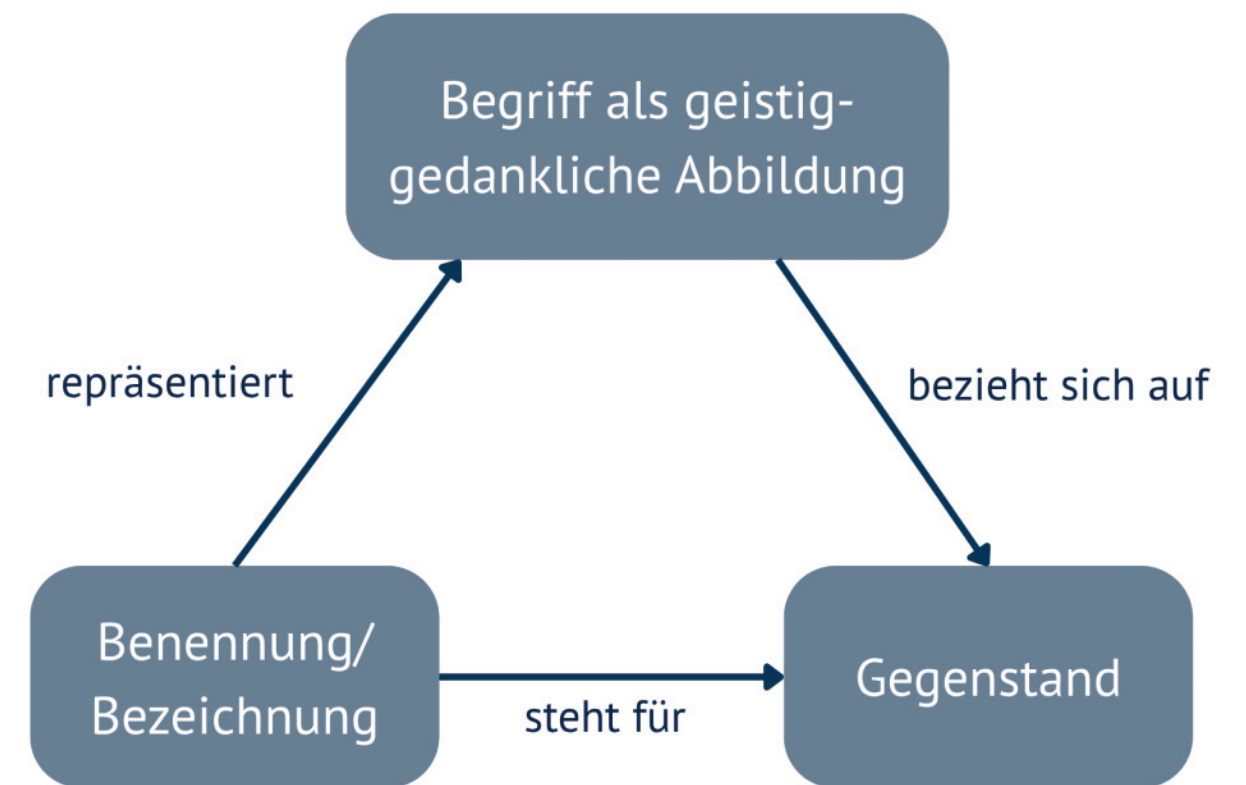 Begriff als geistig-
gedankliche Abbildung
repräsentiert
bezieht sich auf
Benennung/
Bezeichnung
steht für
Gegenstand